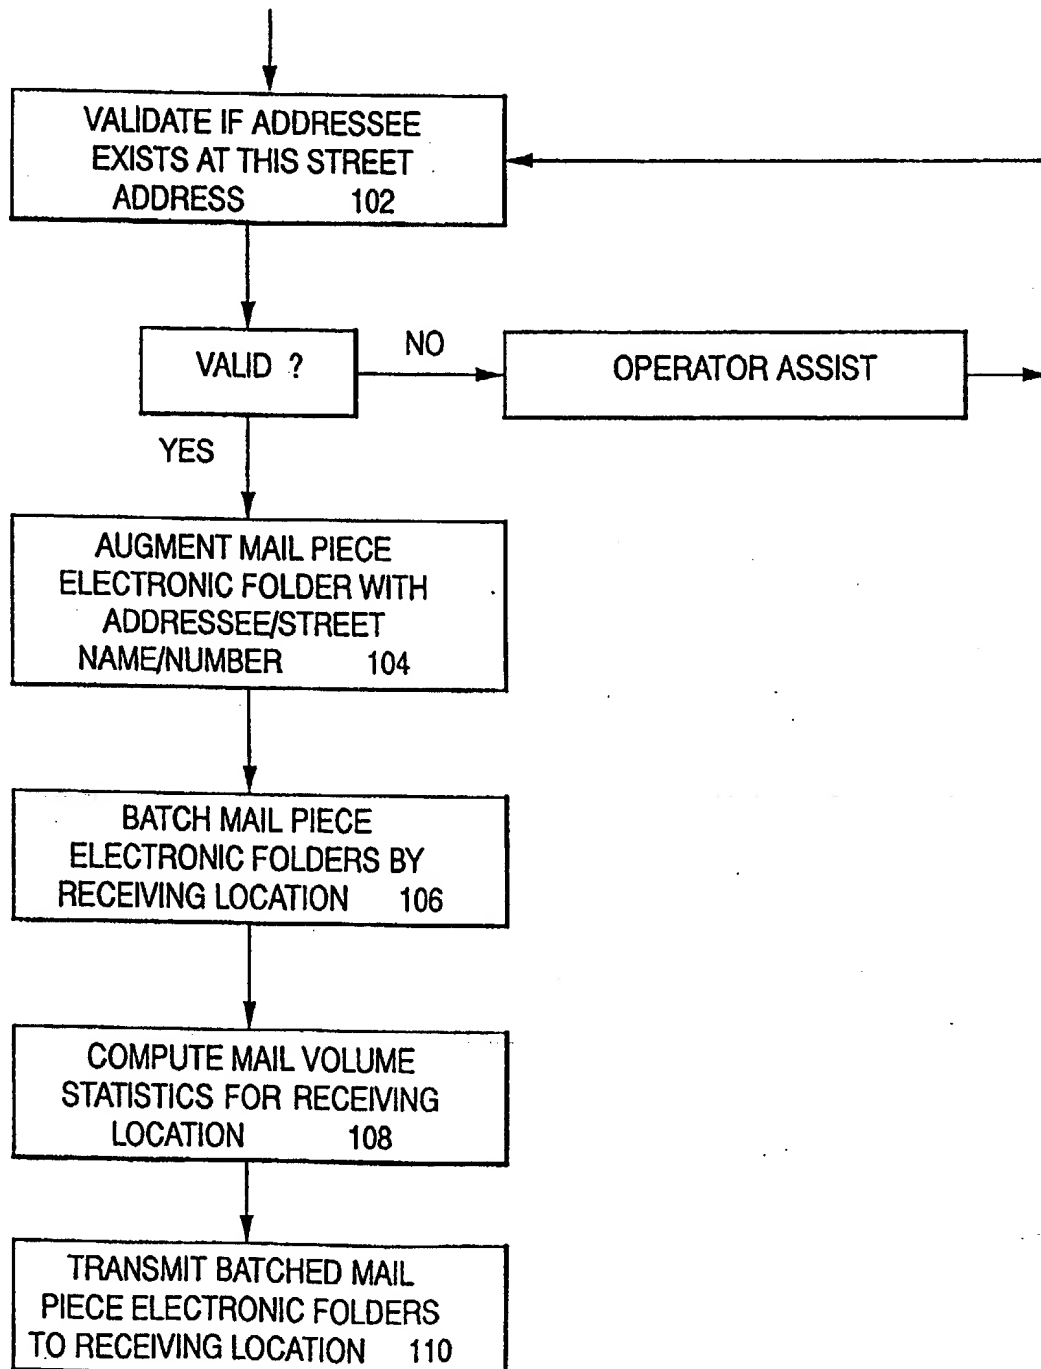 VALIDATE IF ADDRESSEE
EXISTS AT THIS STREET
ADDRESS 102
VALID ?
NO
OPERATOR ASSIST
YES
AUGMENT MAIL PIECE
ELECTRONIC FOLDER WITH
ADDRESSEE/STREET
NAME/NUMBER 104
BATCH MAIL PIECE
ELECTRONIC FOLDERS BY
RECEIVING LOCATION 106
COMPUTE MAIL VOLUME
STATISTICS FOR RECEIVING
LOCATION 108
TRANSMIT BATCHED MAIL
PIECE ELECTRONIC FOLDERS
TO RECEIVING LOCATION 110